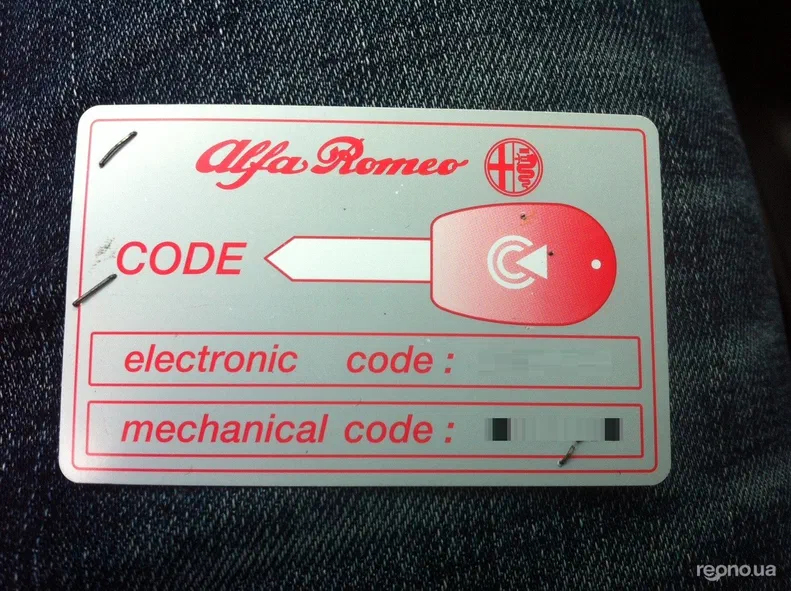 Alfa Romeo
CODE
electronic code :
mechanical code :
repno.ua